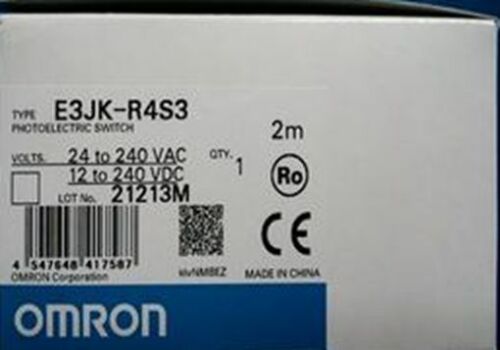 TYPE E3JK-R4S3
PHOTOELECTRIC SWITCH
2m
VOLTS. 24 to 240 VAC QTY. 1
12 to 240 VDC
Ro
LOT No. 21213M
4 547648 417587
OMRON Corporation
MADE IN CHINA
CE
OMRON